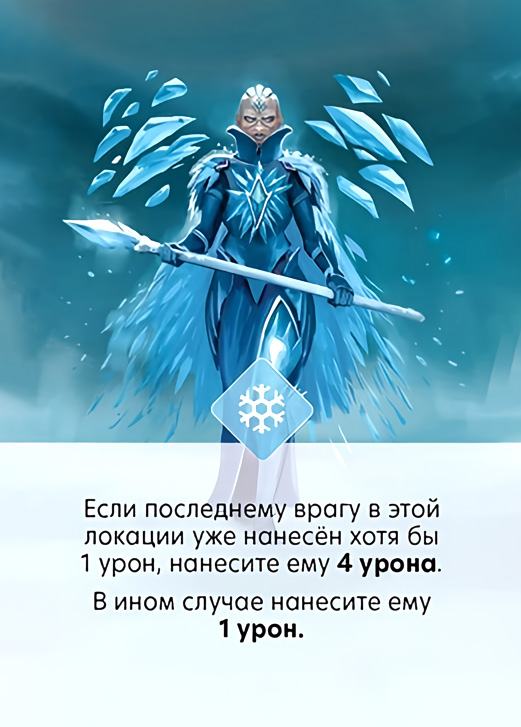 Если последнему врагу в этой
локации уже нанесён хотя бы
1 урон, нанесите ему 4 урона.
В ином случае нанесите ему
1 урон.